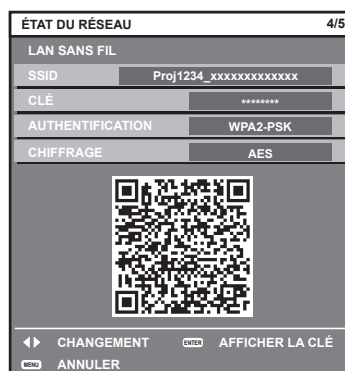 ÉTAT DU RÉSEAU 4/5
LAN SANS FIL
SSID Proj1234_xxxxxxxxxxxxx
CLÉ ********
AUTHENTIFICATION WPA2-PSK
CHIFFRAGE AES
CHANGEMENT ENTER AFFICHER LA CLÉ
MENU ANNULER